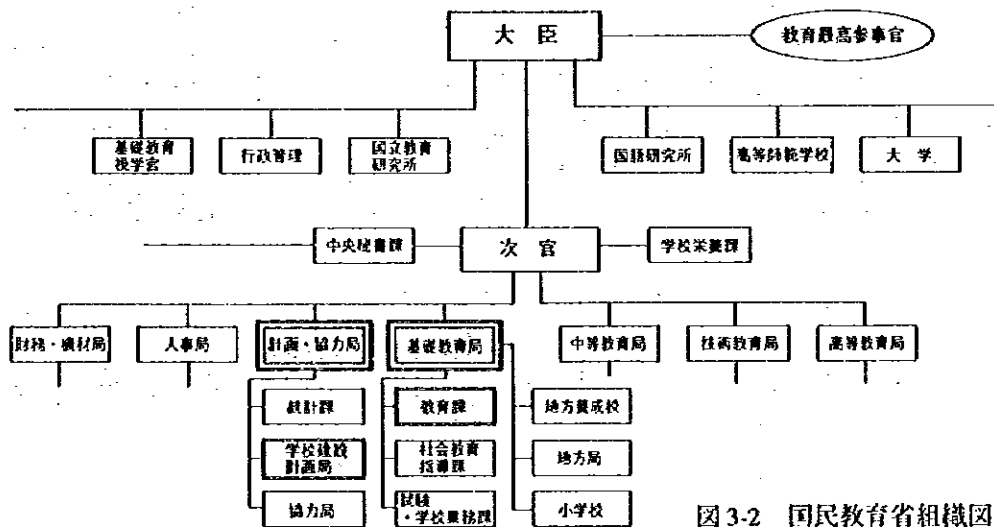 大臣
教育最高参事官
基礎教育
視学官
行政管理
国立教育
研究所
国語研究所
高等師範学校
大学
中央秘書課
次官
学校栄養課
財務・機材局
人事局
計画・協力局
基礎教育局
中等教育局
技術教育局
高等教育局
統計課
教育課
地方養成校
学校建設
計画局
社会教育
指導課
地方局
協力局
試験
・学校業務課
小学校
図3-2 国民教育省組織図